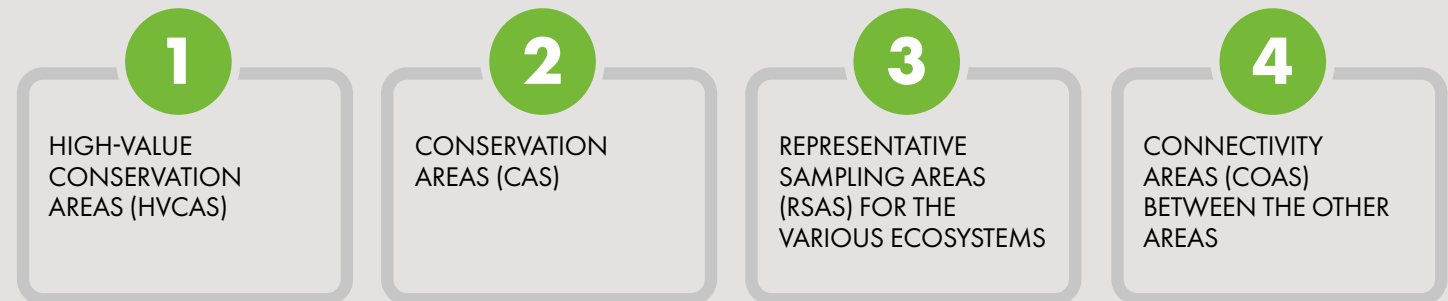 1
HIGH-VALUE
CONSERVATION
AREAS (HVCAS)
2
CONSERVATION
AREAS (CAS)
3
REPRESENTATIVE
SAMPLING AREAS
(RSAS) FOR THE
VARIOUS ECOSYSTEMS
4
CONNECTIVITY
AREAS (COAS)
BETWEEN THE OTHER
AREAS